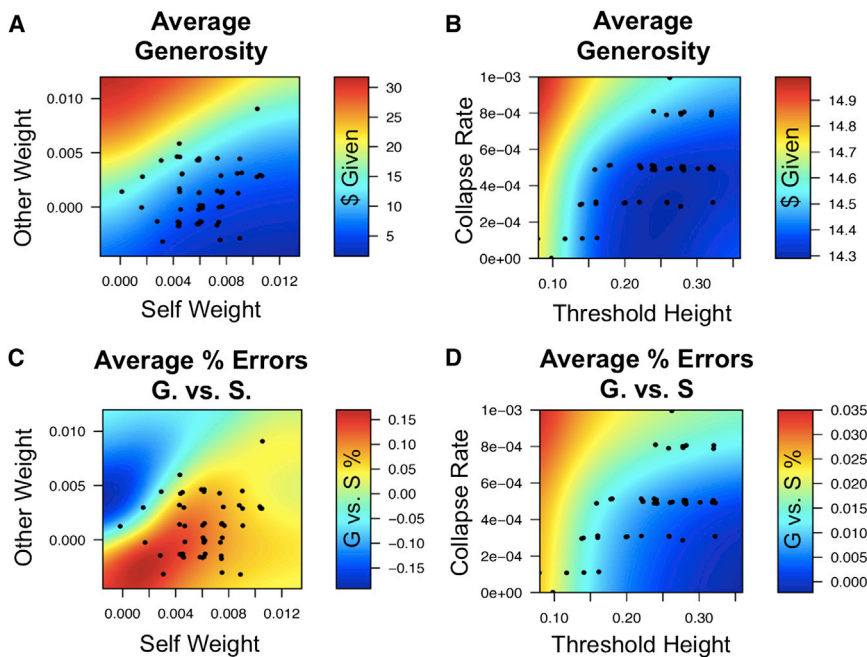 A
Average
Generosity
0.010
0.005
0.000
Other Weight
0.000
0.004
0.008
0.012
Self Weight
30
25
20
15
10
5
$ Given
B
Average
Generosity
1e−03
8e−04
6e−04
4e−04
2e−04
0e+00
Collapse Rate
0.10
0.20
0.30
Threshold Height
14.9
14.8
14.7
14.6
14.5
14.4
14.3
$ Given
C
Average % Errors
G. vs. S.
0.010
0.005
0.000
Other Weight
0.000
0.004
0.008
0.012
Self Weight
0.15
0.10
0.05
0.00
−0.05
−0.10
−0.15
G vs. S %
D
Average % Errors
G. vs. S
1e−03
8e−04
6e−04
4e−04
2e−04
0e+00
Collapse Rate
0.10
0.20
0.30
Threshold Height
0.035
0.030
0.025
0.020
0.015
0.010
0.005
0.000
G vs. S %